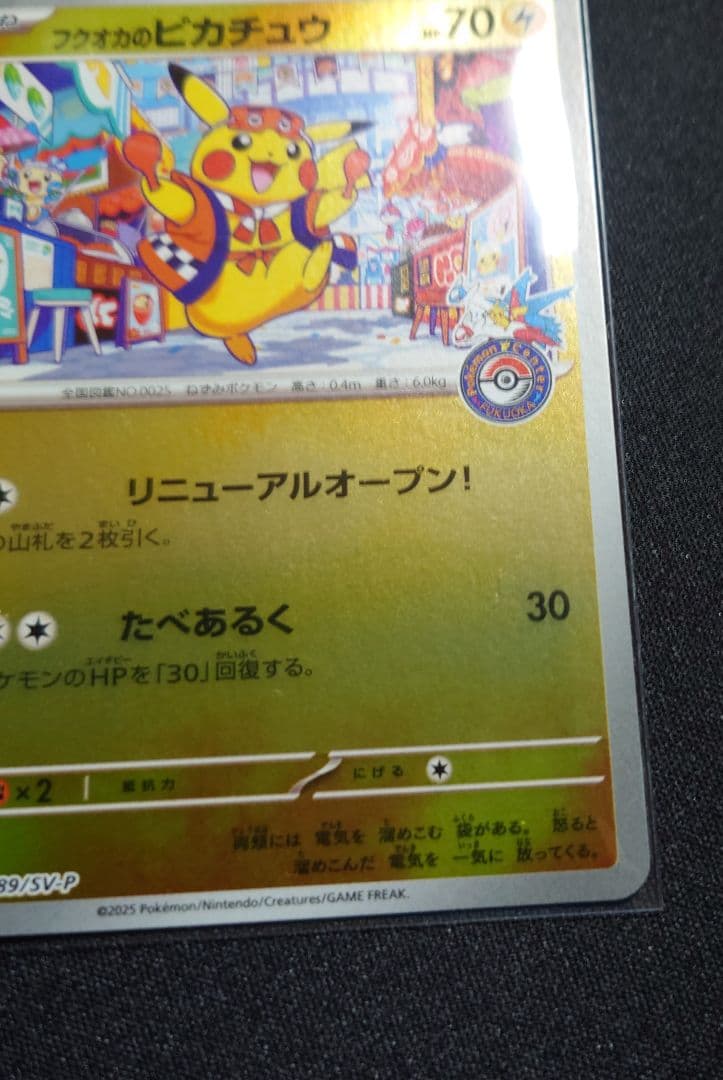 フクオカのピカチュウ HP70
全国図鑑NO.0025 ねずみポケモン 高さ:0.4m 重さ:6.0kg
Pokémon Center
FUKUOKA
リニューアルオープン!
山札を2枚引く。
たべあるく 30
ケモンのHPを「30」回復する。
×2 抵抗力 にげる
両頬には 電気を 溜めこむ 袋がある。 怒ると
溜めこんだ 電気を 一気に 放ってくる。
89/SV-P
©2025 Pokémon/Nintendo/Creatures/GAME FREAK.